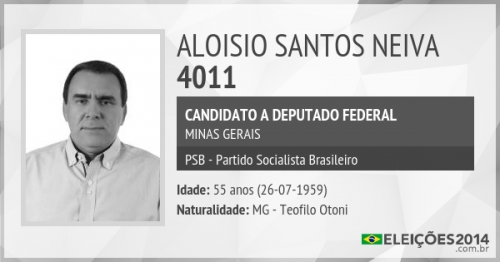 ALOISIO SANTOS NEIVA
4011
CANDIDATO A DEPUTADO FEDERAL
MINAS GERAIS
PSB - Partido Socialista Brasileiro
Idade: 55 anos (26-07-1959)
Naturalidade: MG - Teofilo Otoni
ELEIÇÕES2014
.com.br